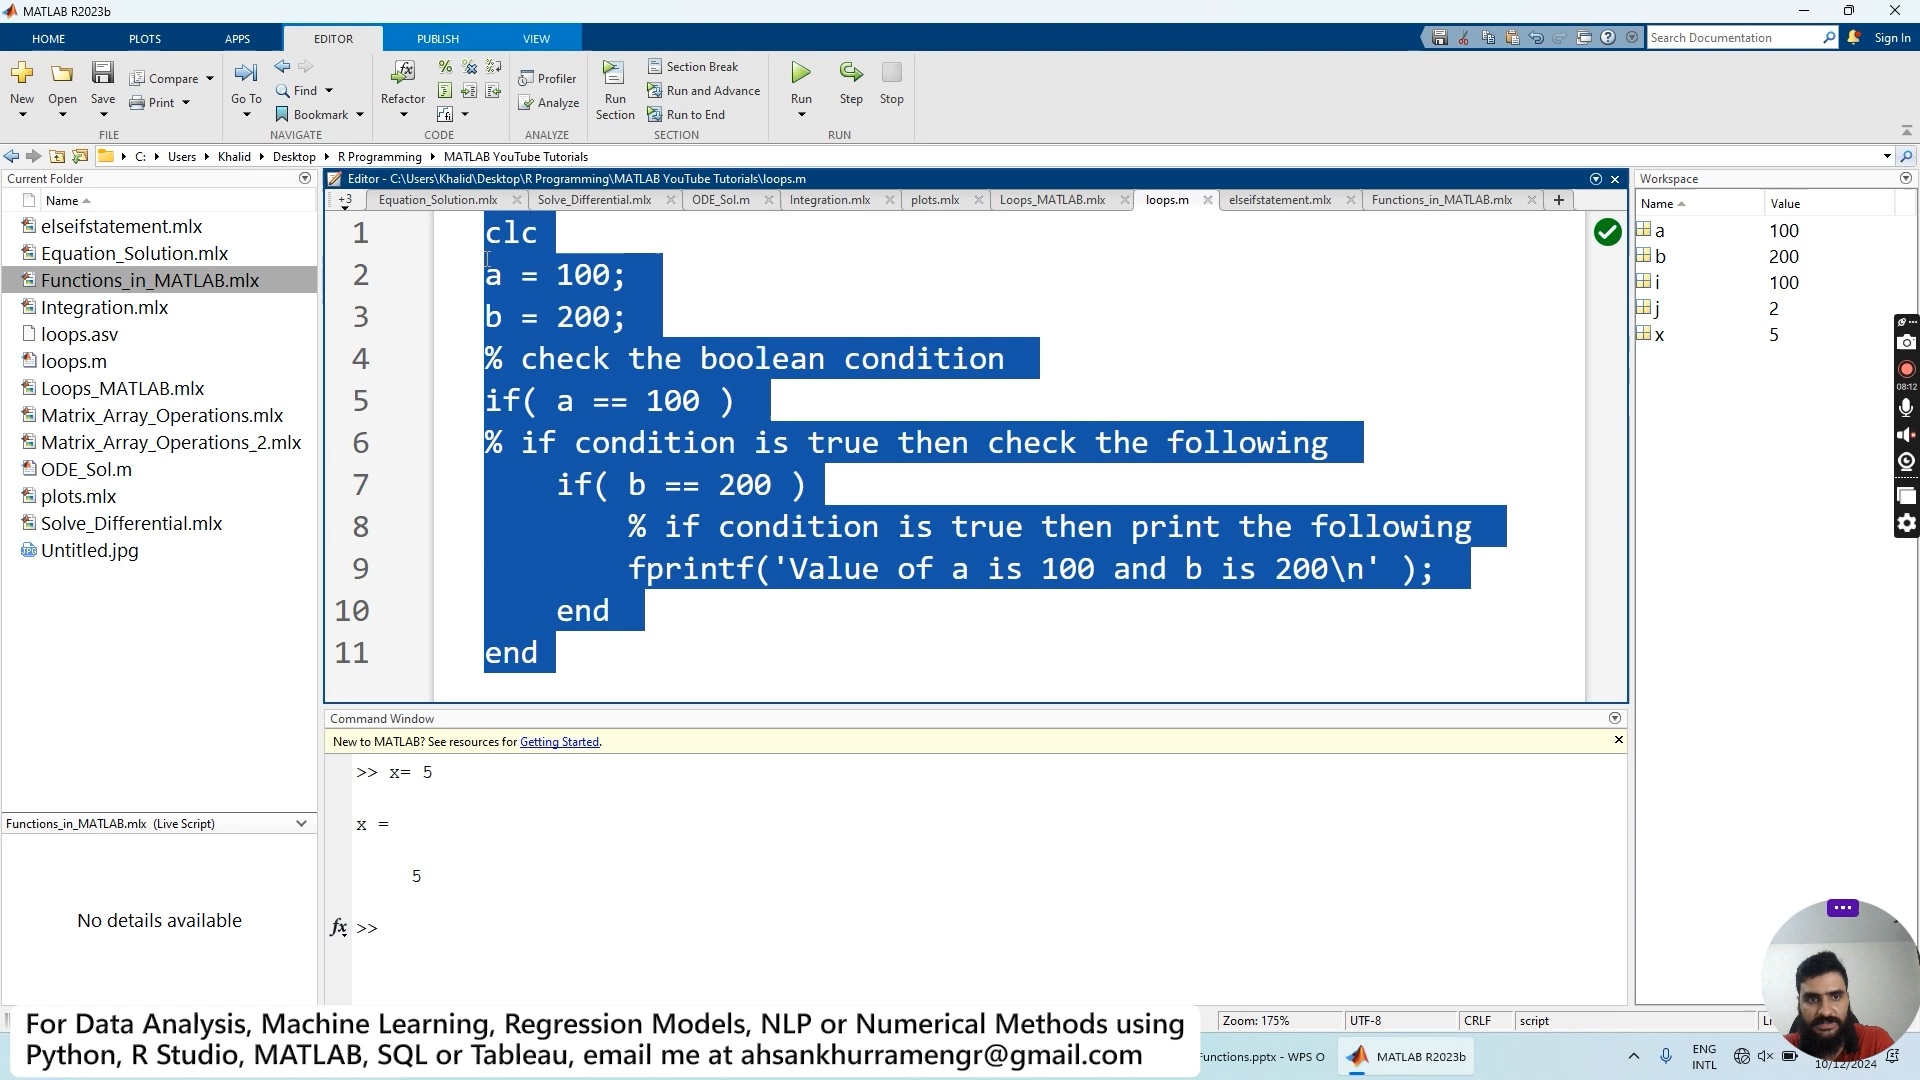 MATLAB R2023b
HOME PLOTS APPS EDITOR PUBLISH VIEW
Search Documentation
Sign In
New Open Save Compare Print
FILE
Go To Find Bookmark
NAVIGATE
Refactor
CODE
Profiler
Analyze
ANALYZE
Run Section
Section Break
Run and Advance
Run to End
SECTION
Run Step Stop
RUN
C: Users Khalid Desktop R Programming MATLAB YouTube Tutorials
Current Folder
Name
elseifstatement.mlx
Equation_Solution.mlx
Functions_in_MATLAB.mlx
Integration.mlx
loops.asv
loops.m
Loops_MATLAB.mlx
Matrix_Array_Operations.mlx
Matrix_Array_Operations_2.mlx
ODE_Sol.m
plots.mlx
Solve_Differential.mlx
Untitled.jpg
Functions_in_MATLAB.mlx (Live Script)
No details available
Editor - C:\Users\Khalid\Desktop\R Programming\MATLAB YouTube Tutorials\loops.m
+3 Equation_Solution.mlx Solve_Differential.mlx ODE_Sol.m Integration.mlx plots.mlx Loops_MATLAB.mlx loops.m elseifstatement.mlx Functions_in_MATLAB.mlx
1 clc
2 a = 100;
3 b = 200;
4 % check the boolean condition
5 if( a == 100 )
6 % if condition is true then check the following
7 if( b == 200 )
8 % if condition is true then print the following
9 fprintf('Value of a is 100 and b is 200\n' );
10 end
11 end
Command Window
New to MATLAB? See resources for Getting Started.
>> x= 5
x =
5
fx >>
Workspace
Name Value
a 100
b 200
i 100
j 2
x 5
08:12
Zoom: 175% UTF-8 CRLF script
For Data Analysis, Machine Learning, Regression Models, NLP or Numerical Methods using
Python, R Studio, MATLAB, SQL or Tableau, email me at ahsankhurramengr@gmail.com
unctions.pptx - WPS O
MATLAB R2023b
ENG
INTL
10/12/2024